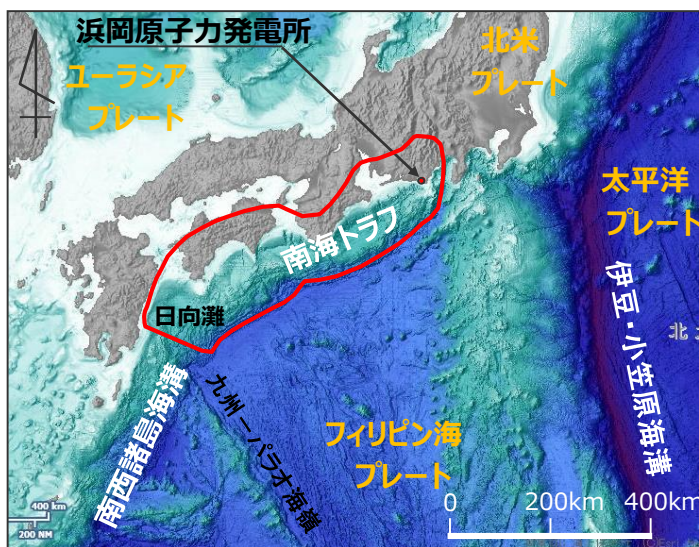 浜岡原子力発電所
北米
プレート
ユーラシア
プレート
太平洋
プレート
南海トラフ
日向灘
伊豆・小笠原海溝
北
南西諸島海溝
九州－パラオ海嶺
フィリピン海
プレート
0 200km 400km
400 km
200 NM